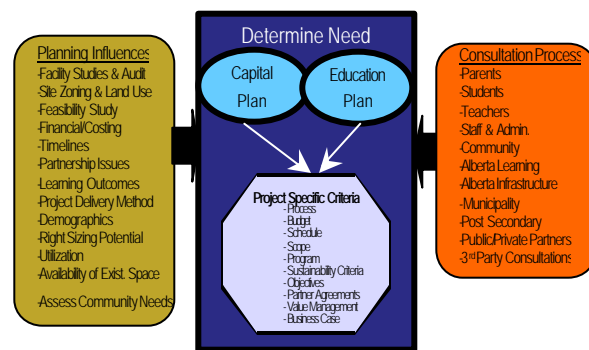 Planning Influences
-Facility Studies & Audit
-Site Zoning & Land Use
-Feasibility Study
-Financial/Costing
-Timelines
-Partnership Issues
-Learning Outcomes
-Project Delivery Method
-Demographics
-Right Sizing Potential
-Utilization
-Availability of Exist. Space
-Assess Community Needs
Determine Need
Capital
Plan
Education
Plan
Project Specific Criteria
- Process
- Budget
- Schedule
- Scope
- Program
- Sustainability Criteria
- Objectives
- Partner Agreements
- Value Management
- Business Case
Consultation Process
-Parents
-Students
-Teachers
-Staff & Admin.
-Community
-Alberta Learning
-Alberta Infrastructure
-Municipality
-Post Secondary
-Public/Private Partners
-3rd Party Consultations